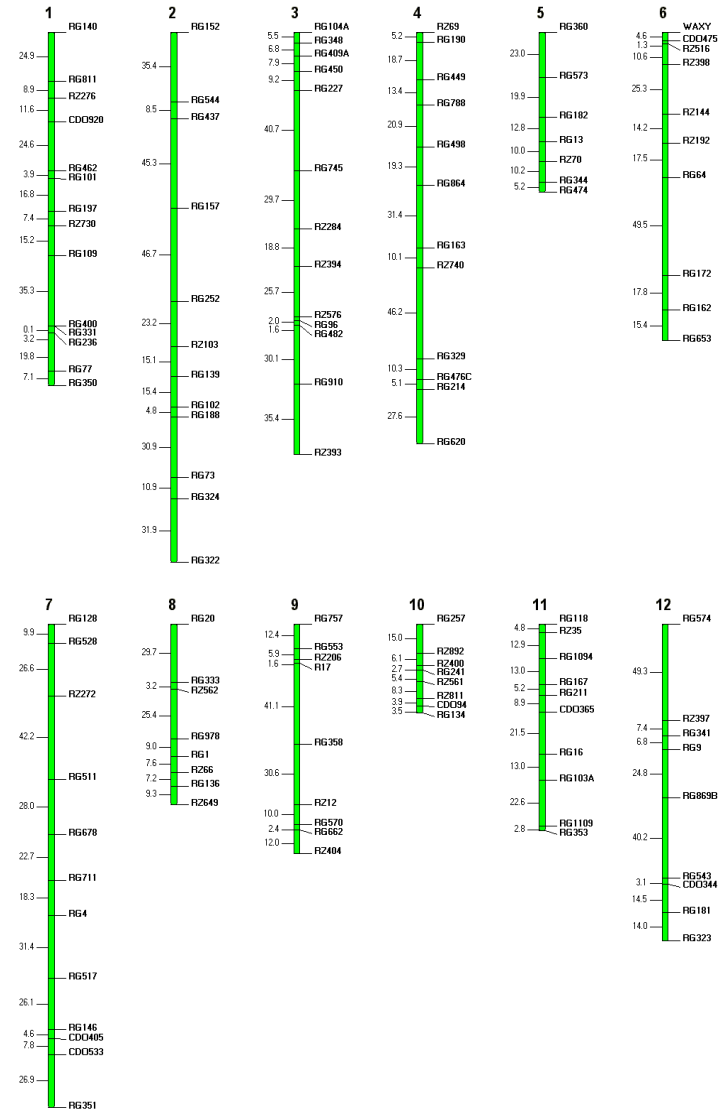 1
RG140
24.9
RG811
8.9
RZ276
11.6
CDO920
24.6
RG462
3.9
RG101
16.8
RG197
7.4
RZ730
15.2
RG109
35.3
RG400
0.1
RG331
3.2
RG236
19.8
RG77
7.1
RG350
2
RG152
35.4
RG544
8.5
RG437
45.3
RG157
46.7
RG252
23.2
RZ103
15.1
RG139
15.4
RG102
4.8
RG188
30.9
RG73
10.9
RG324
31.9
RG322
3
RG104A
5.5
RG348
6.8
RG409A
7.9
RG450
9.2
RG227
40.7
RG745
29.7
RZ284
18.8
RZ394
25.7
RZ576
2.0
RG96
1.6
RG482
30.1
RG910
35.4
RZ393
4
RZ69
5.2
RG190
18.7
RG449
13.4
RG788
20.9
RG498
19.3
RG864
31.4
RG163
10.1
RZ740
46.2
RG329
10.3
RG476C
5.1
RG214
27.6
RG620
5
RG360
23.0
RG573
19.9
RG182
12.8
RG13
10.0
RZ70
10.2
RG344
5.2
RG474
6
WAXY
4.6
CDO475
1.3
RZ516
10.6
RZ398
25.3
RZ144
14.2
RZ192
17.5
RG64
49.5
RG172
17.8
RG162
15.4
RG653
7
RG128
9.9
RG528
26.6
RZ272
42.2
RG511
28.0
RG678
22.7
RG711
18.3
RG4
31.4
RG517
26.1
RG146
4.6
CDO405
7.8
CDO533
26.9
RG351
8
RG20
29.7
RG333
3.2
RZ562
25.4
RG978
9.0
RG1
7.6
RZ66
7.2
RG136
9.3
RZ649
9
RG757
12.4
RG553
5.9
RZ206
1.6
R17
41.1
RG358
30.6
RZ12
10.0
RG570
2.4
RG662
12.0
RZ404
10
RG257
15.0
RZ892
6.1
RZ400
2.7
RG241
5.4
RZ561
8.3
RZ811
3.9
CDO94
3.5
RG134
11
RG118
4.8
RZ35
12.9
RG1094
13.0
RG167
5.2
RG211
8.9
CDO365
21.5
RG16
13.0
RG103A
22.6
RG1109
2.8
RG353
12
RG574
49.3
RZ397
7.4
RG341
6.8
RG9
24.8
RG869B
40.2
RG543
3.1
CDO344
14.5
RG181
14.0
RG323